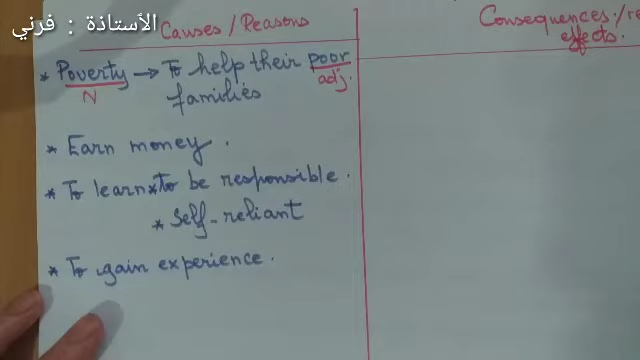 الأستاذة : فرني
Causes / Reasons
* Poverty → To help their poor
N
adj.
families
* Earn money .
* To learn * To be responsible .
* Self-reliant
* To gain experience .
Consequences /
effects.